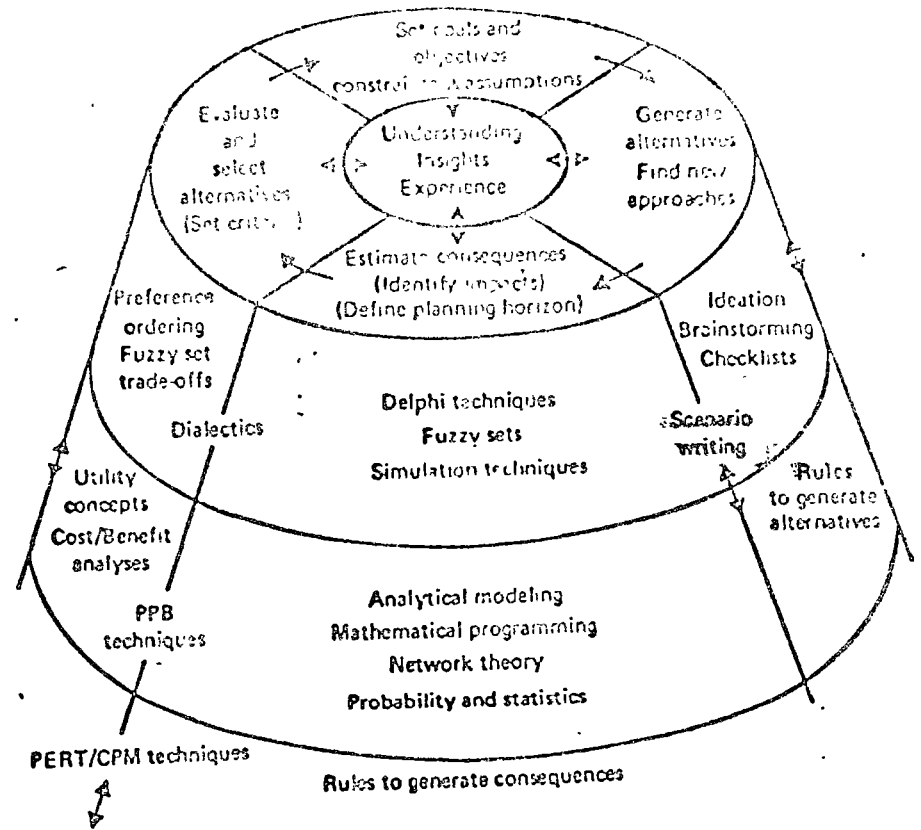 Set goals and
objectives
constraints assumptions
Evaluate
and
select
alternatives
(Set
Understanding
Insights
Experience
Generate
alternatives
Find new
approaches
Estimate consequences
(Identify impacts)
(Define planning horizon)
Preference
ordering
Fuzzy set
trade-offs
Ideation
Brainstorming
Checklists
Dialectics
Delphi techniques
Fuzzy sets
Simulation techniques
Scenario
writing
Utility
concepts
Cost/Benefit
analyses
Rules
to generate
alternatives
PPB
techniques
Analytical modeling
Mathematical programming
Network theory
Probability and statistics
PERT/CPM techniques
Rules to generate consequences